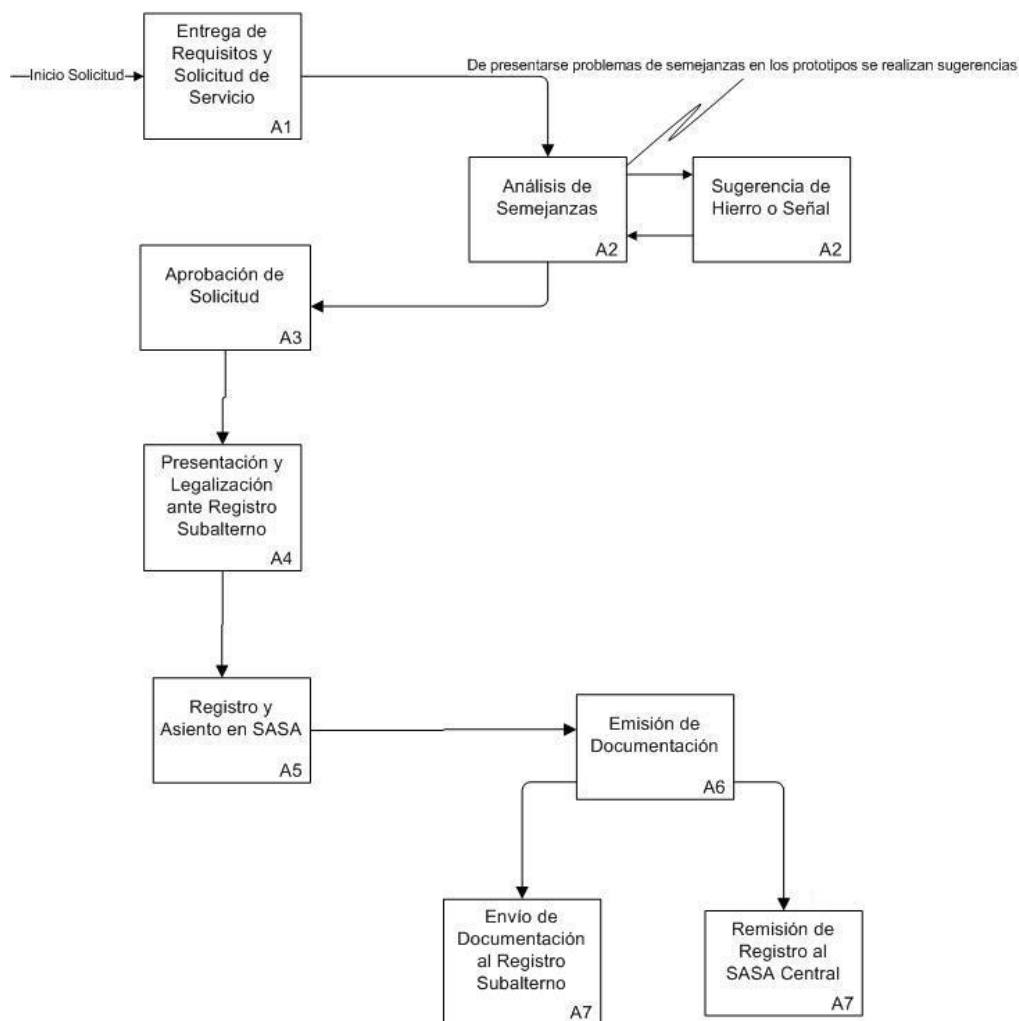 Entrega de
Requisitos y
Solicitud de
Servicio
A1
Inicio Solicitud
De presentarse problemas de semejanzas en los prototipos se realizan sugerencias
Análisis de
Semejanzas
A2
Sugerencia de
Hierro o Señal
A2
Aprobación de
Solicitud
A3
Presentación y
Legalización
ante Registro
Subalterno
A4
Registro y
Asiento en SASA
A5
Emisión de
Documentación
A6
Envío de
Documentación
al Registro
Subalterno
A7
Remisión de
Registro al
SASA Central
A7